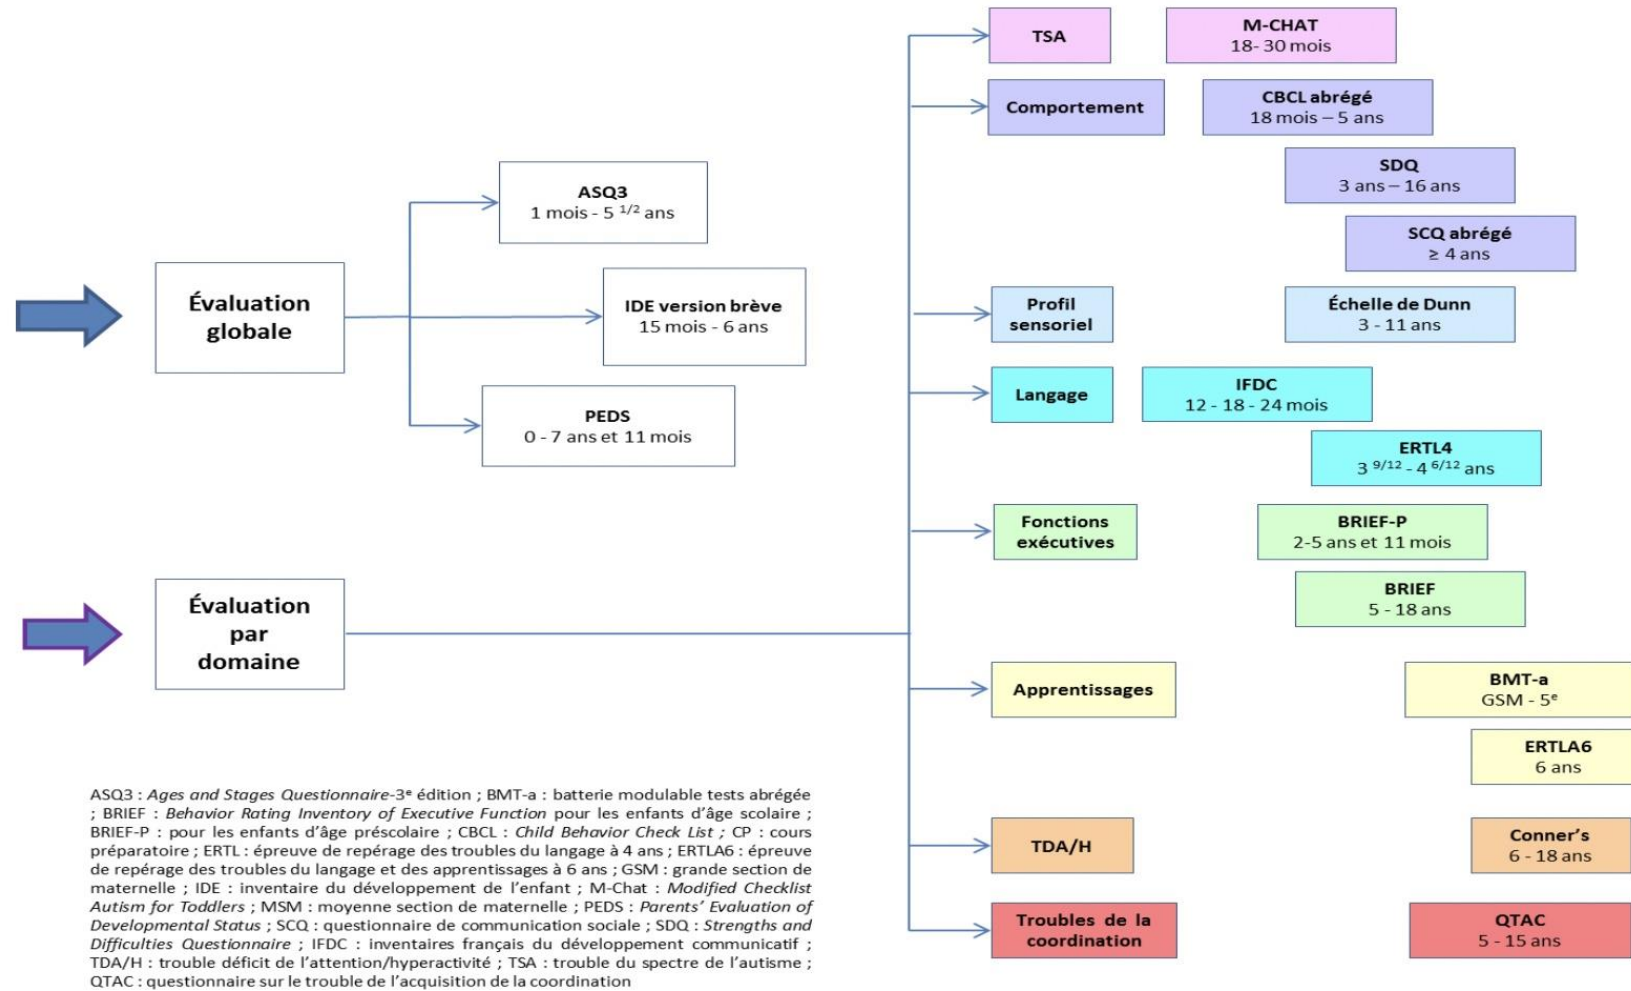 TSA
M-CHAT
18- 30 mois
Comportement
CBCL abrégé
18 mois – 5 ans
SDQ
3 ans – 16 ans
SCQ abrégé
≥ 4 ans
ASQ3
1 mois - 5 1/2 ans
Évaluation
globale
IDE version brève
15 mois - 6 ans
PEDS
0 - 7 ans et 11 mois
Profil
sensoriel
Échelle de Dunn
3 - 11 ans
Langage
IFDC
12 - 18 - 24 mois
ERTL4
3 9/12 - 4 6/12 ans
Fonctions
exécutives
BRIEF-P
2-5 ans et 11 mois
BRIEF
5 - 18 ans
Évaluation
par
domaine
Apprentissages
BMT-a
GSM - 5e
ERTLA6
6 ans
TDA/H
Conner’s
6 - 18 ans
Troubles de la
coordination
QTAC
5 - 15 ans
ASQ3 : Ages and Stages Questionnaire-3e édition ; BMT-a : batterie modulable tests abrégée
; BRIEF : Behavior Rating Inventory of Executive Function pour les enfants d’âge scolaire ;
BRIEF-P : pour les enfants d’âge préscolaire ; CBCL : Child Behavior Check List ; CP : cours
préparatoire ; ERTL : épreuve de repérage des troubles du langage à 4 ans ; ERTLA6 : épreuve
de repérage des troubles du langage et des apprentissages à 6 ans ; GSM : grande section de
maternelle ; IDE : inventaire du développement de l’enfant ; M-Chat : Modified Checklist
Autism for Toddlers ; MSM : moyenne section de maternelle ; PEDS : Parents’ Evaluation of
Developmental Status ; SCQ : questionnaire de communication sociale ; SDQ : Strengths and
Difficulties Questionnaire ; IFDC : inventaires français du développement communicatif ;
TDA/H : trouble déficit de l’attention/hyperactivité ; TSA : trouble du spectre de l’autisme ;
QTAC : questionnaire sur le trouble de l’acquisition de la coordination